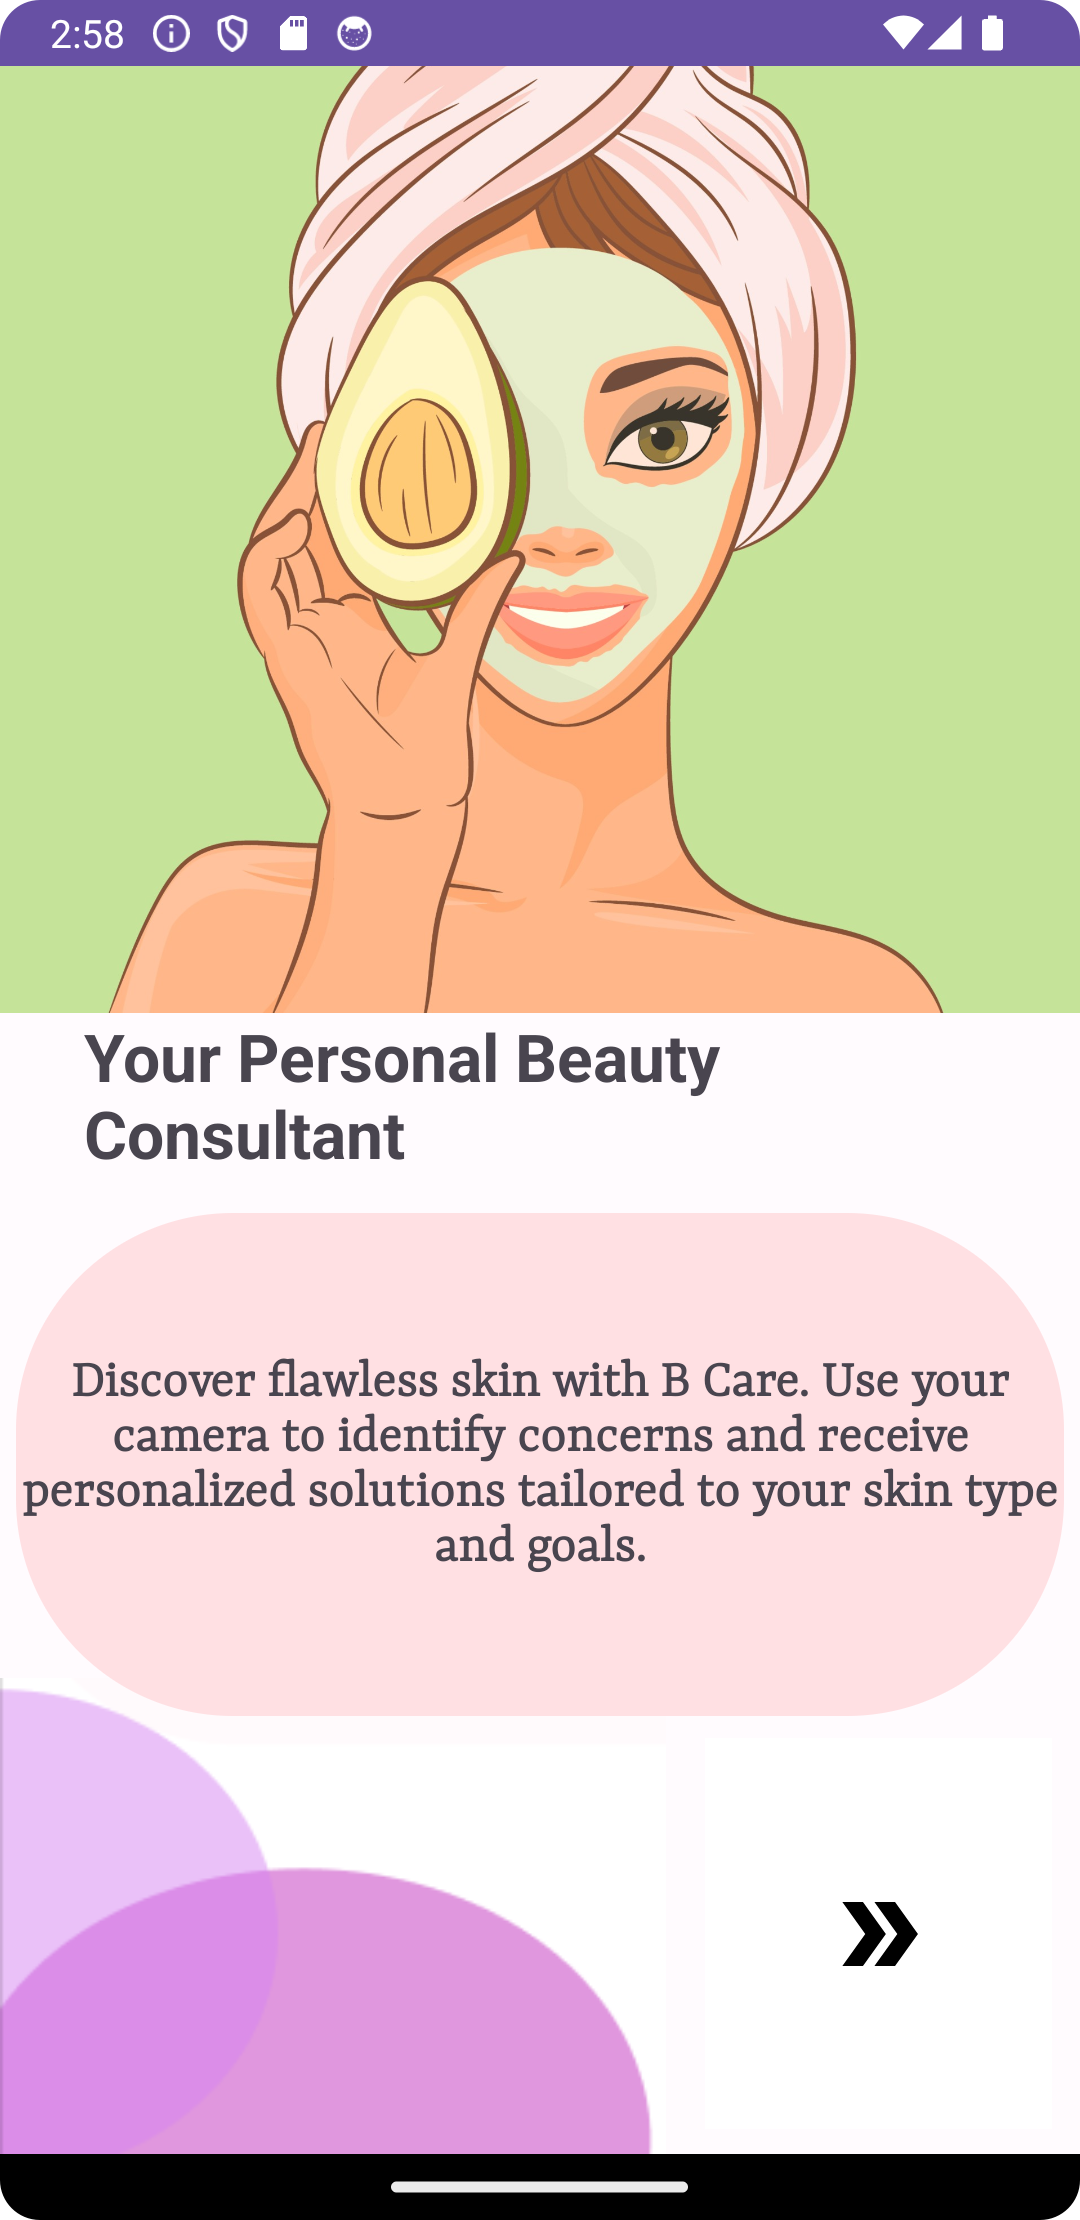 2:58
Your Personal Beauty
Consultant
Discover flawless skin with B Care. Use your
camera to identify concerns and receive
personalized solutions tailored to your skin type
and goals.